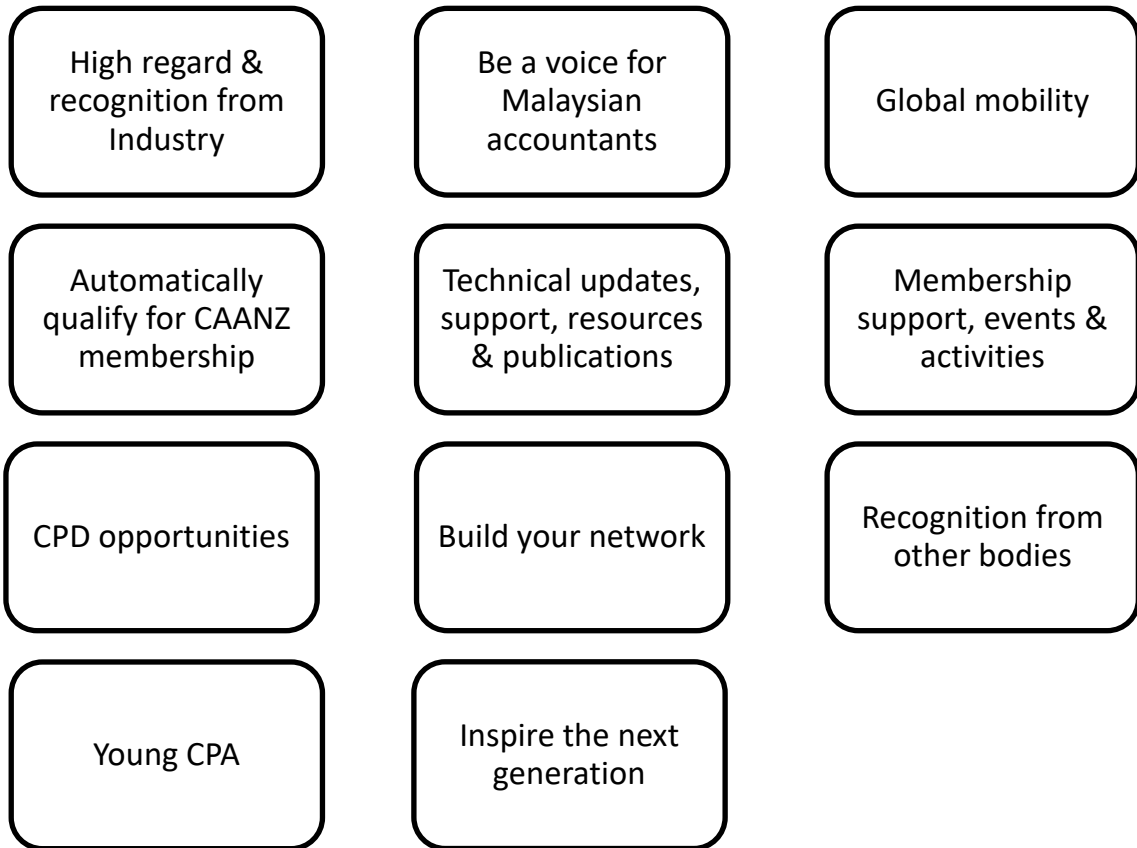 High regard &
recognition from
Industry
Be a voice for
Malaysian
accountants
Global mobility
Automatically
qualify for CAANZ
membership
Technical updates,
support, resources
& publications
Membership
support, events &
activities
CPD opportunities
Build your network
Recognition from
other bodies
Young CPA
Inspire the next
generation